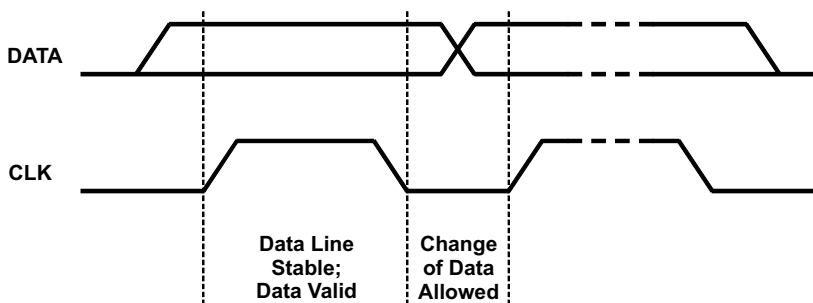 DATA
CLK
Data Line
Stable;
Data Valid
Change
of Data
Allowed